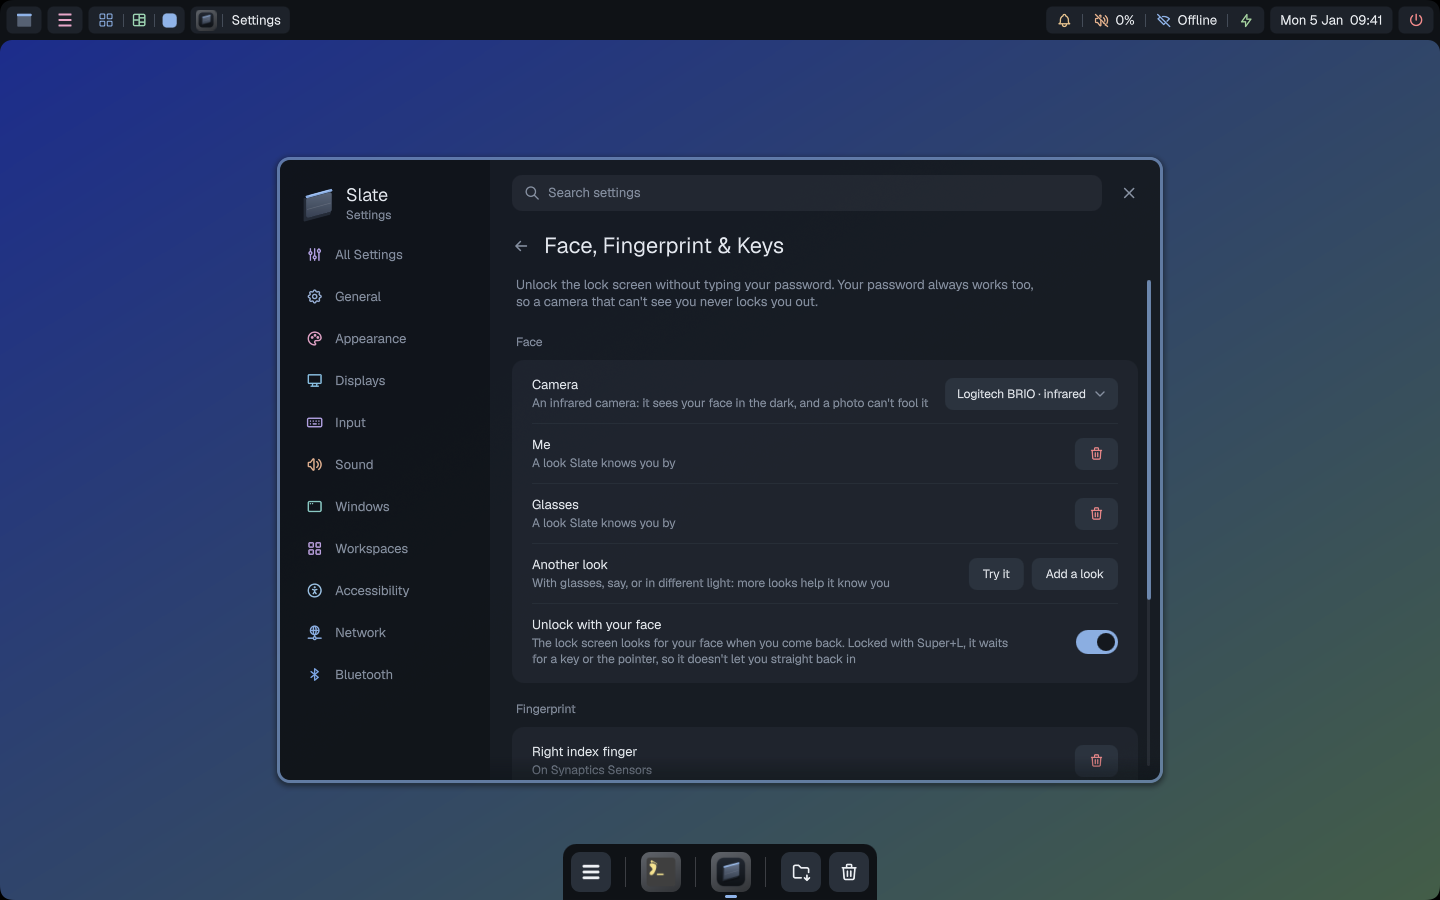 Settings
0%
Offline
Mon 5 Jan 09:41
Slate
Settings
All Settings
General
Appearance
Displays
Input
Sound
Windows
Workspaces
Accessibility
Network
Bluetooth
Search settings
Face, Fingerprint & Keys
Unlock the lock screen without typing your password. Your password always works too,
so a camera that can't see you never locks you out.
Face
Camera
An infrared camera: it sees your face in the dark, and a photo can't fool it
Logitech BRIO · infrared
Me
A look Slate knows you by
Glasses
A look Slate knows you by
Another look
With glasses, say, or in different light: more looks help it know you
Try it
Add a look
Unlock with your face
The lock screen looks for your face when you come back. Locked with Super+L, it waits
for a key or the pointer, so it doesn't let you straight back in
Fingerprint
Right index finger
On Synaptics Sensors